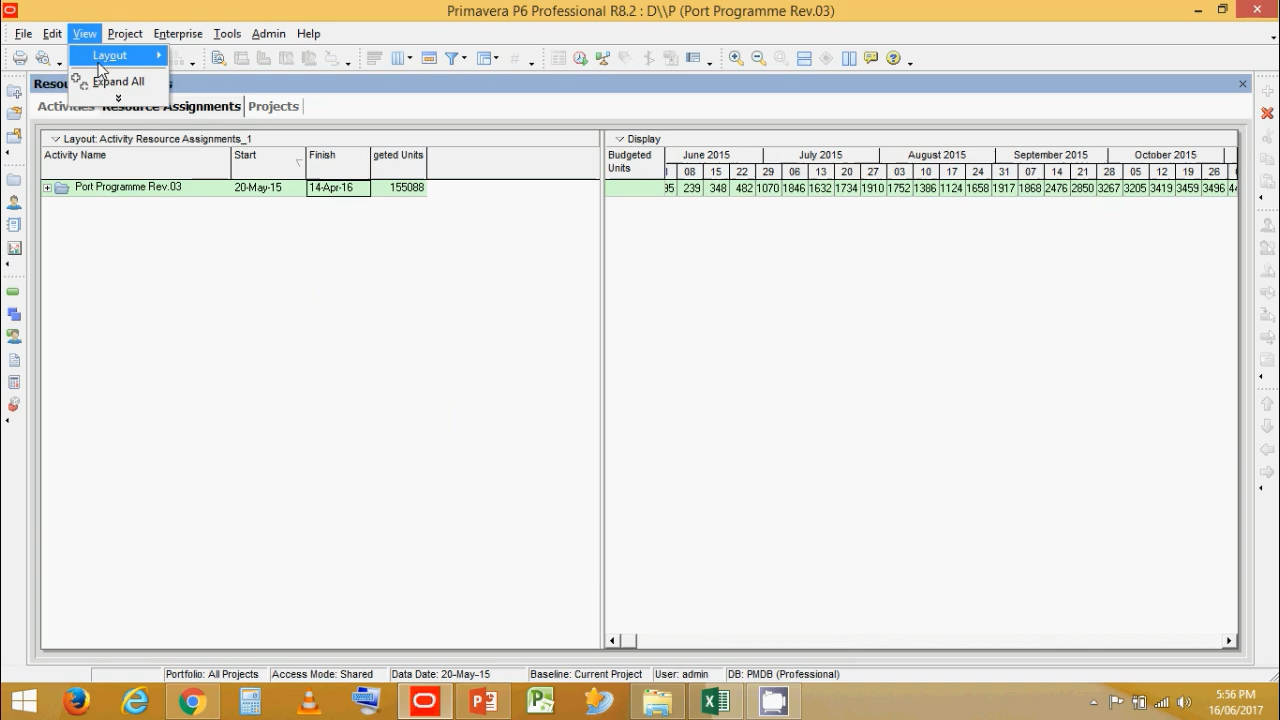 Primavera P6 Professional R8.2 : D\\P (Port Programme Rev.03)
File Edit View Project Enterprise Tools Admin Help
Layout
Expand All
Activities Resource Assignments Projects
Layout: Activity Resource Assignments_1
Display
Activity Name Start Finish geted Units
Budgeted Units
June 2015 July 2015 August 2015 September 2015 October 2015
08 15 22 29 06 13 20 27 03 10 17 24 31 07 14 21 28 05 12 19 26
Port Programme Rev.03 20-May-15 14-Apr-16 155088
95 239 348 482 1070 1846 1632 1734 1910 1752 1386 1124 1658 1917 1868 2476 2850 3267 3205 3419 3459 3496
Portfolio: All Projects Access Mode: Shared Data Date: 20-May-15 Baseline: Current Project User: admin DB: PMDB (Professional)
5:56 PM
16/06/2017